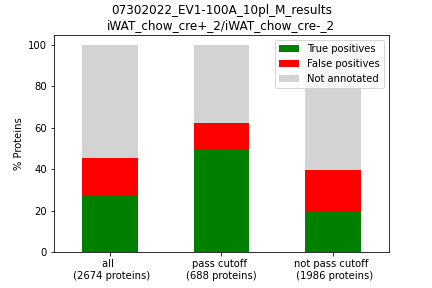 07302022_EV1-100A_10pl_M_results
iWAT_chow_cre+_2/iWAT_chow_cre-_2
100
80
60
40
20
0
% Proteins
True positives
False positives
Not annotated
all
(2674 proteins)
pass cutoff
(688 proteins)
not pass cutoff
(1986 proteins)